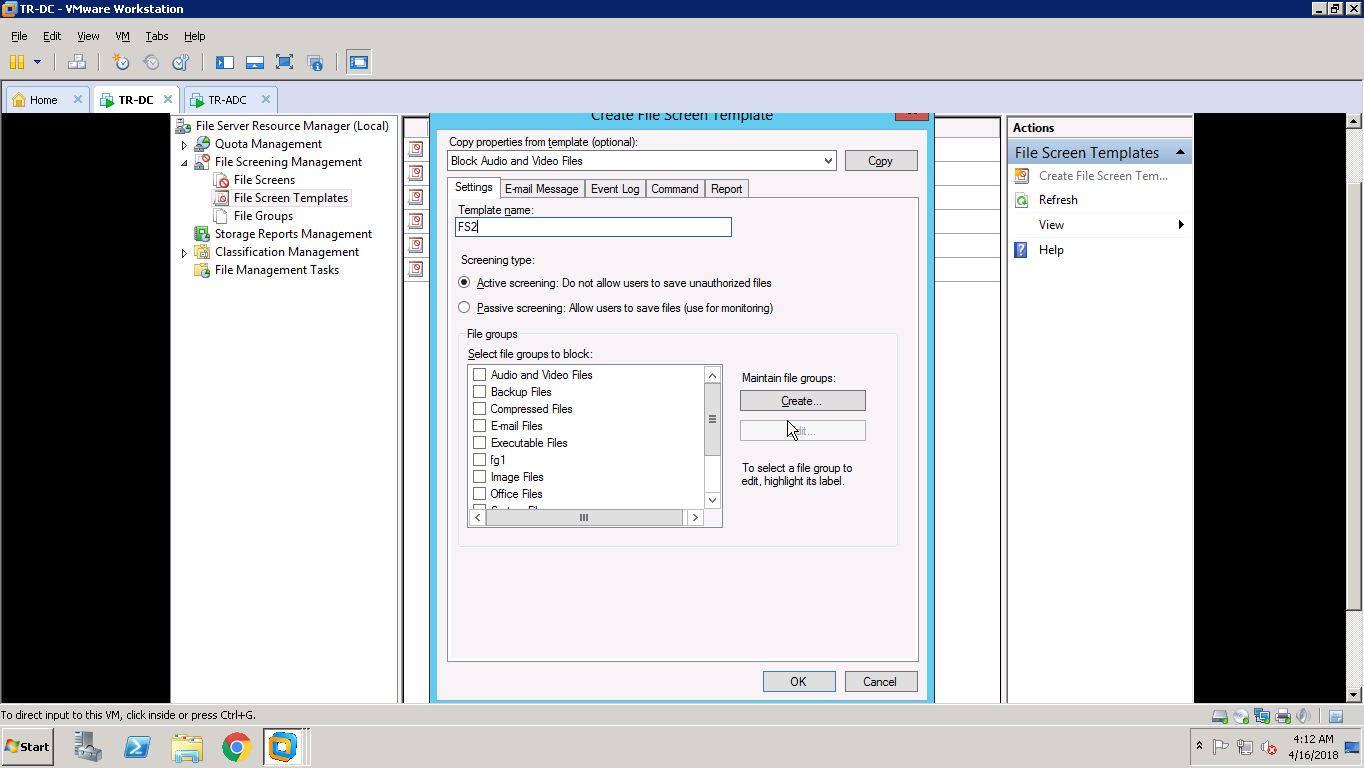 TR-DC - VMware Workstation
File Edit View VM Tabs Help
Home TR-DC TR-ADC
File Server Resource Manager (Local)
Quota Management
File Screening Management
File Screens
File Screen Templates
File Groups
Storage Reports Management
Classification Management
File Management Tasks
Create File Screen Template
Copy properties from template (optional):
Block Audio and Video Files
Copy
Settings E-mail Message Event Log Command Report
Template name:
FS2
Screening type:
Active screening: Do not allow users to save unauthorized files
Passive screening: Allow users to save files (use for monitoring)
File groups
Select file groups to block:
Audio and Video Files
Backup Files
Compressed Files
E-mail Files
Executable Files
fg1
Image Files
Office Files
Maintain file groups:
Create...
To select a file group to
edit, highlight its label.
OK Cancel
Actions
File Screen Templates
Create File Screen Tem...
Refresh
View
Help
To direct input to this VM, click inside or press Ctrl+G.
Start
4:12 AM
4/16/2018